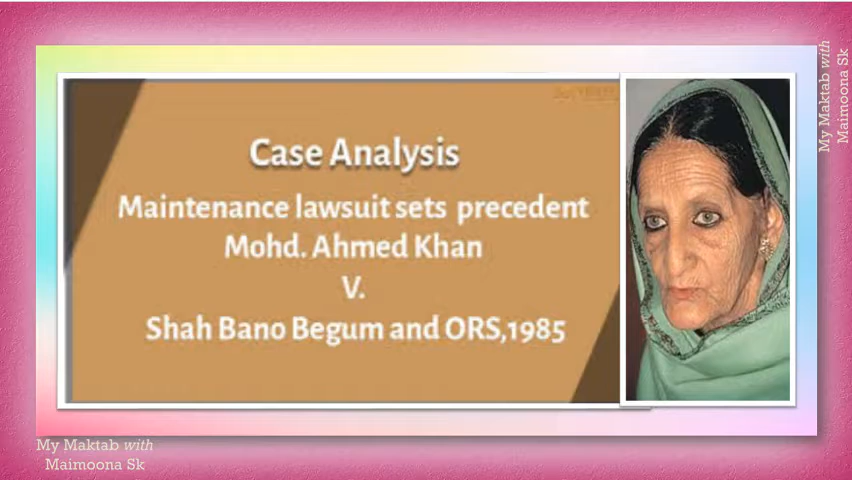 Case Analysis
Maintenance lawsuit sets precedent
Mohd. Ahmed Khan
V.
Shah Bano Begum and ORS,1985
My Maktab with
Maimoona Sk
My Maktab with
Maimoona Sk